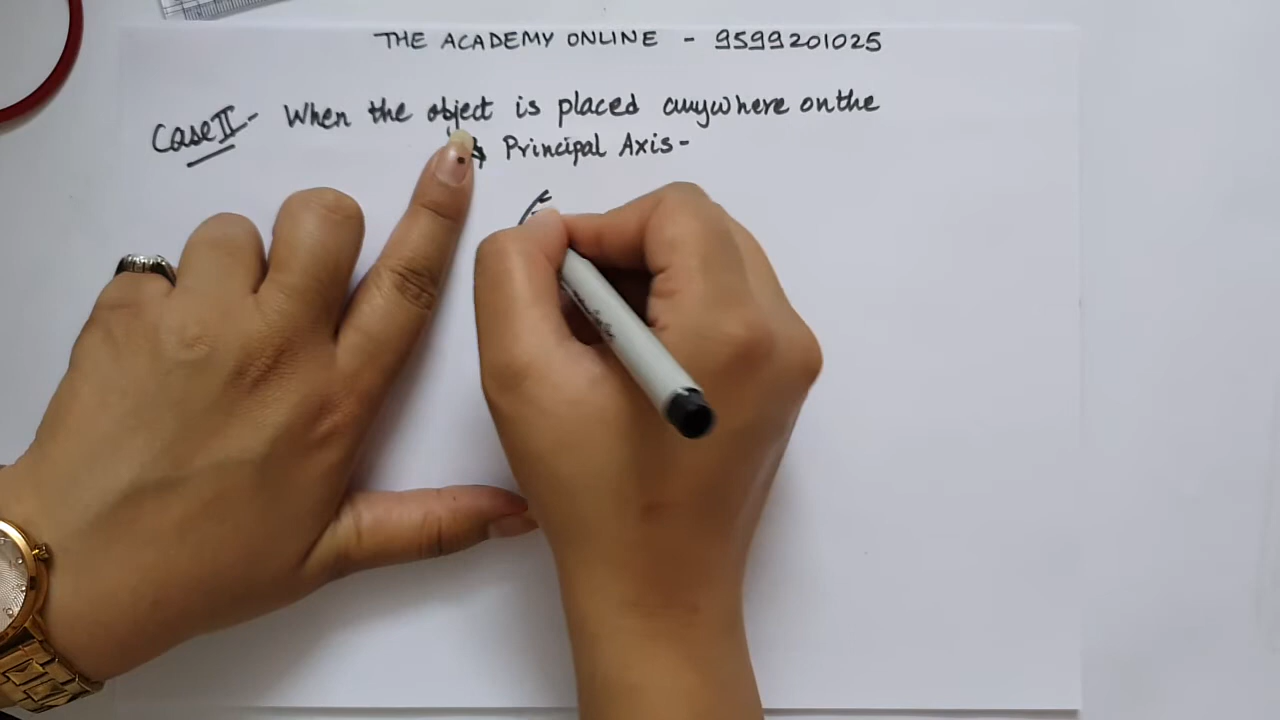 THE ACADEMY ONLINE - 9599201025
Case II - When the object is placed anywhere on the
Principal Axis -